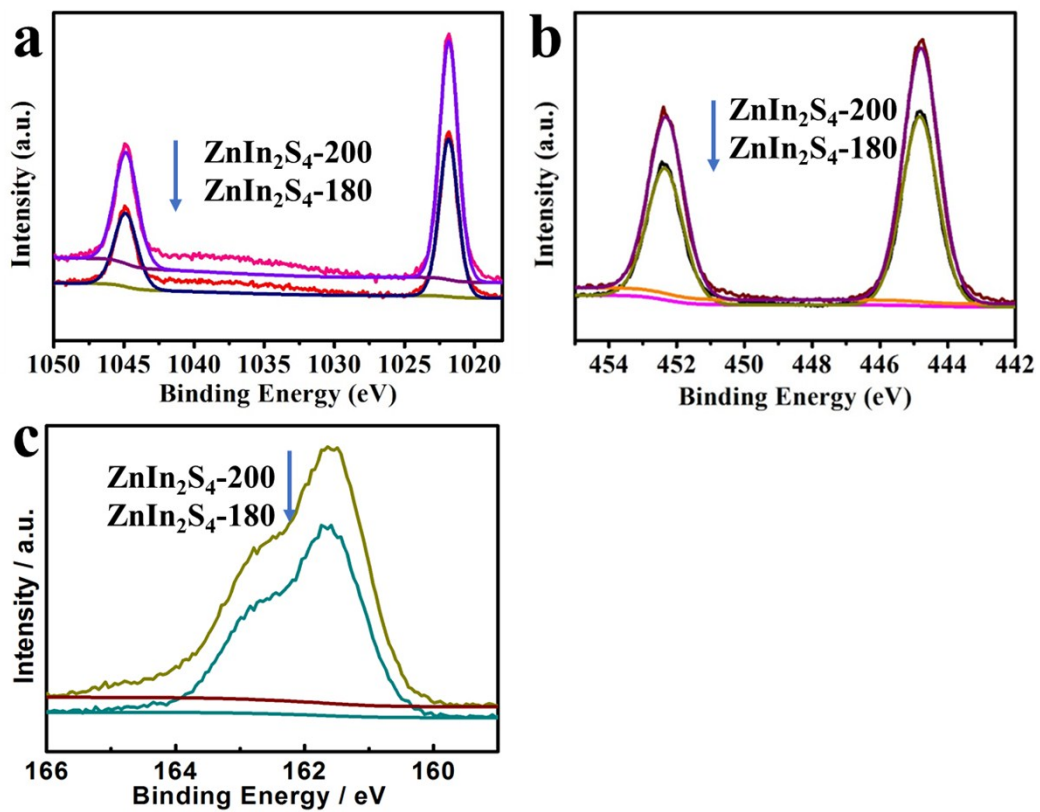 a
Intensity (a.u.)
ZnIn₂S₄-200
ZnIn₂S₄-180
1050 1045 1040 1035 1030 1025 1020
Binding Energy (eV)
b
Intensity (a.u.)
ZnIn₂S₄-200
ZnIn₂S₄-180
454 452 450 448 446 444 442
Binding Energy (eV)
c
Intensity / a.u.
ZnIn₂S₄-200
ZnIn₂S₄-180
166 164 162 160
Binding Energy / eV